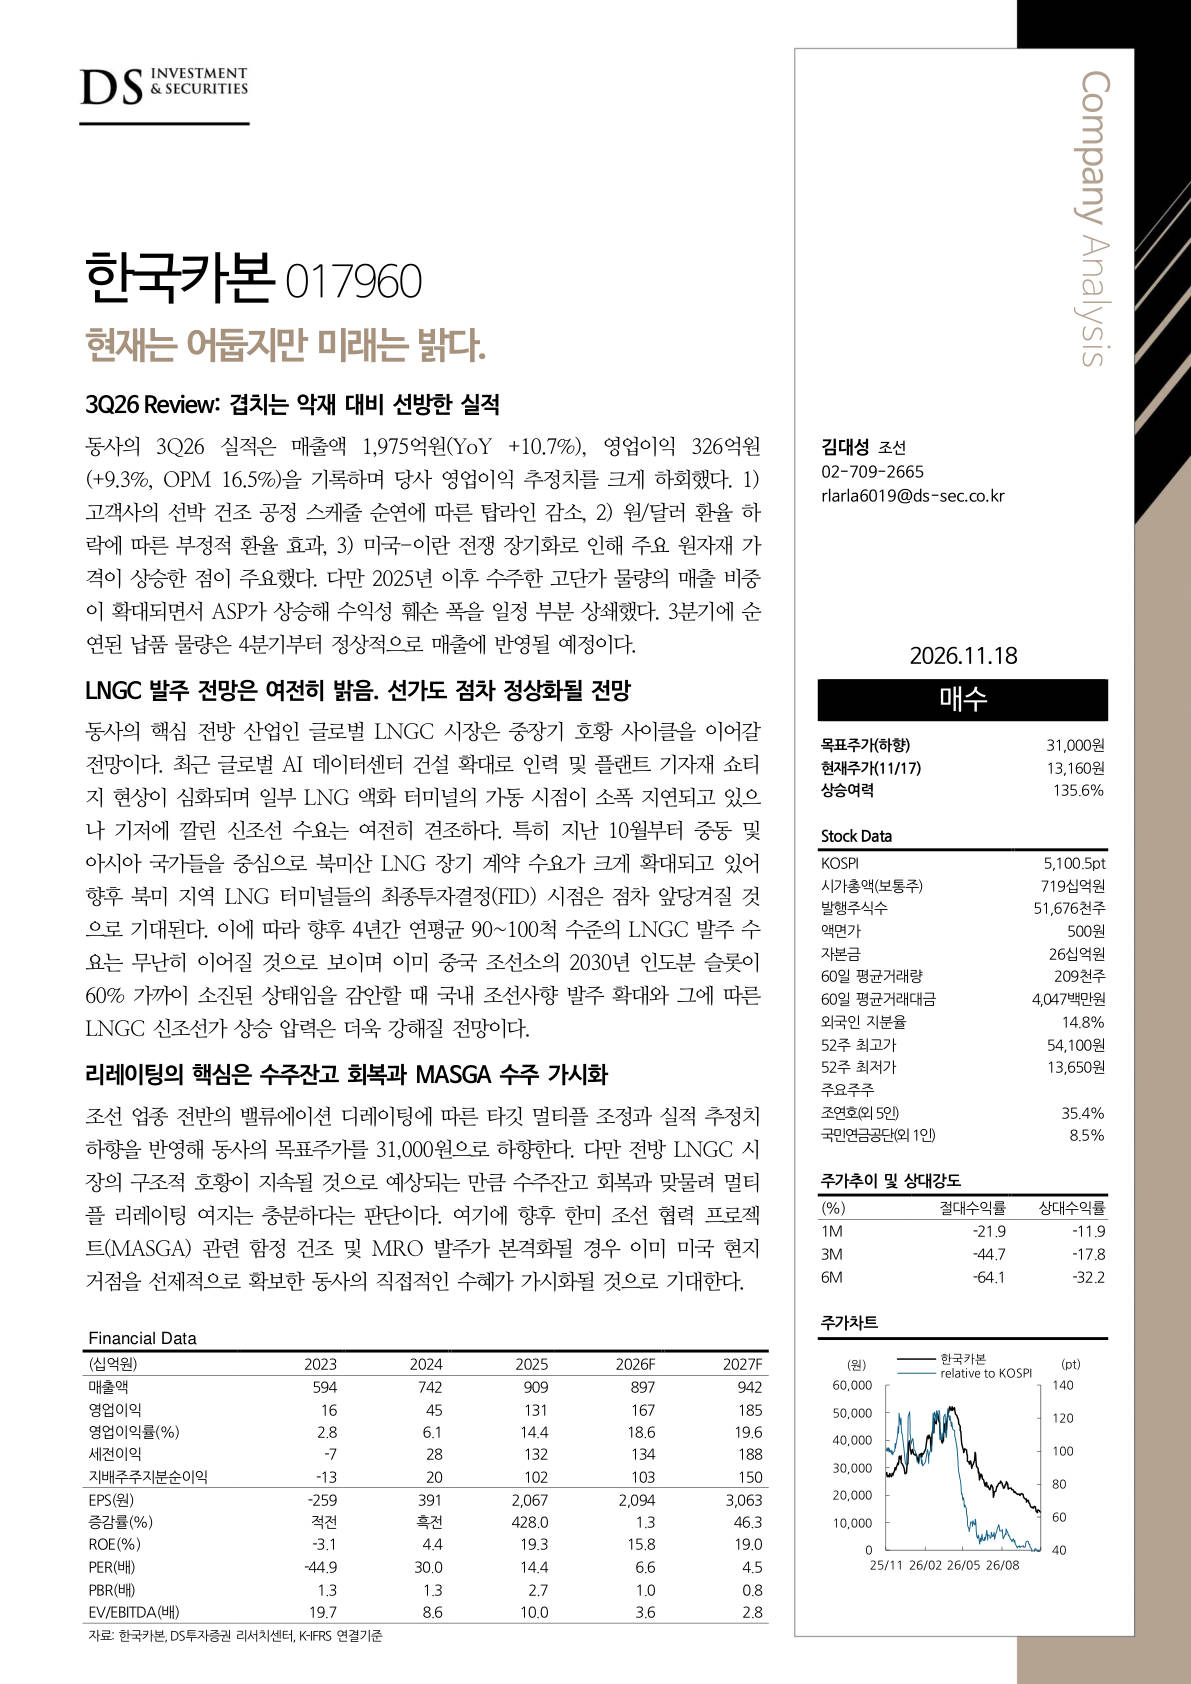 DS INVESTMENT
& SECURITIES
Company Analysis
한국카본 017960
현재는 어둡지만 미래는 밝다.
3Q26 Review: 겹치는 악재 대비 선방한 실적
동사의 3Q26 실적은 매출액 1,975억원(YoY +10.7%), 영업이익 326억원
(+9.3%, OPM 16.5%)을 기록하며 당사 영업이익 추정치를 크게 하회했다. 1)
고객사의 선박 건조 공정 스케줄 순연에 따른 탑라인 감소, 2) 원/달러 환율 하
락에 따른 부정적 환율 효과, 3) 미국-이란 전쟁 장기화로 인해 주요 원자재 가
격이 상승한 점이 주요했다. 다만 2025년 이후 수주한 고단가 물량의 매출 비중
이 확대되면서 ASP가 상승해 수익성 훼손 폭을 일정 부분 상쇄했다. 3분기에 순
연된 납품 물량은 4분기부터 정상적으로 매출에 반영될 예정이다.
LNGC 발주 전망은 여전히 밝음. 선가도 점차 정상화될 전망
동사의 핵심 전방 산업인 글로벌 LNGC 시장은 중장기 호황 사이클을 이어갈
전망이다. 최근 글로벌 AI 데이터센터 건설 확대로 인력 및 플랜트 기자재 쇼티
지 현상이 심화되며 일부 LNG 액화 터미널의 가동 시점이 소폭 지연되고 있으
나 기저에 깔린 신조선 수요는 여전히 견조하다. 특히 지난 10월부터 중동 및
아시아 국가들을 중심으로 북미산 LNG 장기 계약 수요가 크게 확대되고 있어
향후 북미 지역 LNG 터미널들의 최종투자결정(FID) 시점은 점차 앞당겨질 것
으로 기대된다. 이에 따라 향후 4년간 연평균 90~100척 수준의 LNGC 발주 수
요는 무난히 이어질 것으로 보이며 이미 중국 조선소의 2030년 인도분 슬롯이
60% 가까이 소진된 상태임을 감안할 때 국내 조선사향 발주 확대와 그에 따른
LNGC 신조선가 상승 압력은 더욱 강해질 전망이다.
리레이팅의 핵심은 수주잔고 회복과 MASGA 수주 가시화
조선 업종 전반의 밸류에이션 디레이팅에 따른 타깃 멀티플 조정과 실적 추정치
하향을 반영해 동사의 목표주가를 31,000원으로 하향한다. 다만 전방 LNGC 시
장의 구조적 호황이 지속될 것으로 예상되는 만큼 수주잔고 회복과 맞물려 멀티
플 리레이팅 여지는 충분하다는 판단이다. 여기에 향후 한미 조선 협력 프로젝
트(MASGA) 관련 함정 건조 및 MRO 발주가 본격화될 경우 이미 미국 현지
거점을 선제적으로 확보한 동사의 직접적인 수혜가 가시화될 것으로 기대한다.
Financial Data
(십억원) 2023 2024 2025 2026F 2027F
매출액 594 742 909 897 942
영업이익 16 45 131 167 185
영업이익률(%) 2.8 6.1 14.4 18.6 19.6
세전이익 -7 28 132 134 188
지배주주지분순이익 -13 20 102 103 150
EPS(원) -259 391 2,067 2,094 3,063
증감률(%) 적전 흑전 428.0 1.3 46.3
ROE(%) -3.1 4.4 19.3 15.8 19.0
PER(배) -44.9 30.0 14.4 6.6 4.5
PBR(배) 1.3 1.3 2.7 1.0 0.8
EV/EBITDA(배) 19.7 8.6 10.0 3.6 2.8
자료: 한국카본, DS투자증권 리서치센터, K-IFRS 연결기준
김대성 조선
02-709-2665
rlarla6019@ds-sec.co.kr
2026.11.18
매수
목표주가(하향) 31,000원
현재주가(11/17) 13,160원
상승여력 135.6%
Stock Data
KOSPI 5,100.5pt
시가총액(보통주) 719십억원
발행주식수 51,676천주
액면가 500원
자본금 26십억원
60일 평균거래량 209천주
60일 평균거래대금 4,047백만원
외국인 지분율 14.8%
52주 최고가 54,100원
52주 최저가 13,650원
주요주주
조연호(외 5인) 35.4%
국민연금공단(외 1인) 8.5%
주가추이 및 상대강도
(%) 절대수익률 상대수익률
1M -21.9 -11.9
3M -44.7 -17.8
6M -64.1 -32.2
주가차트
(원) 한국카본 (pt)
relative to KOSPI
60,000 140
50,000 120
40,000 100
30,000 80
20,000 60
10,000 40
0
25/11 26/02 26/05 26/08